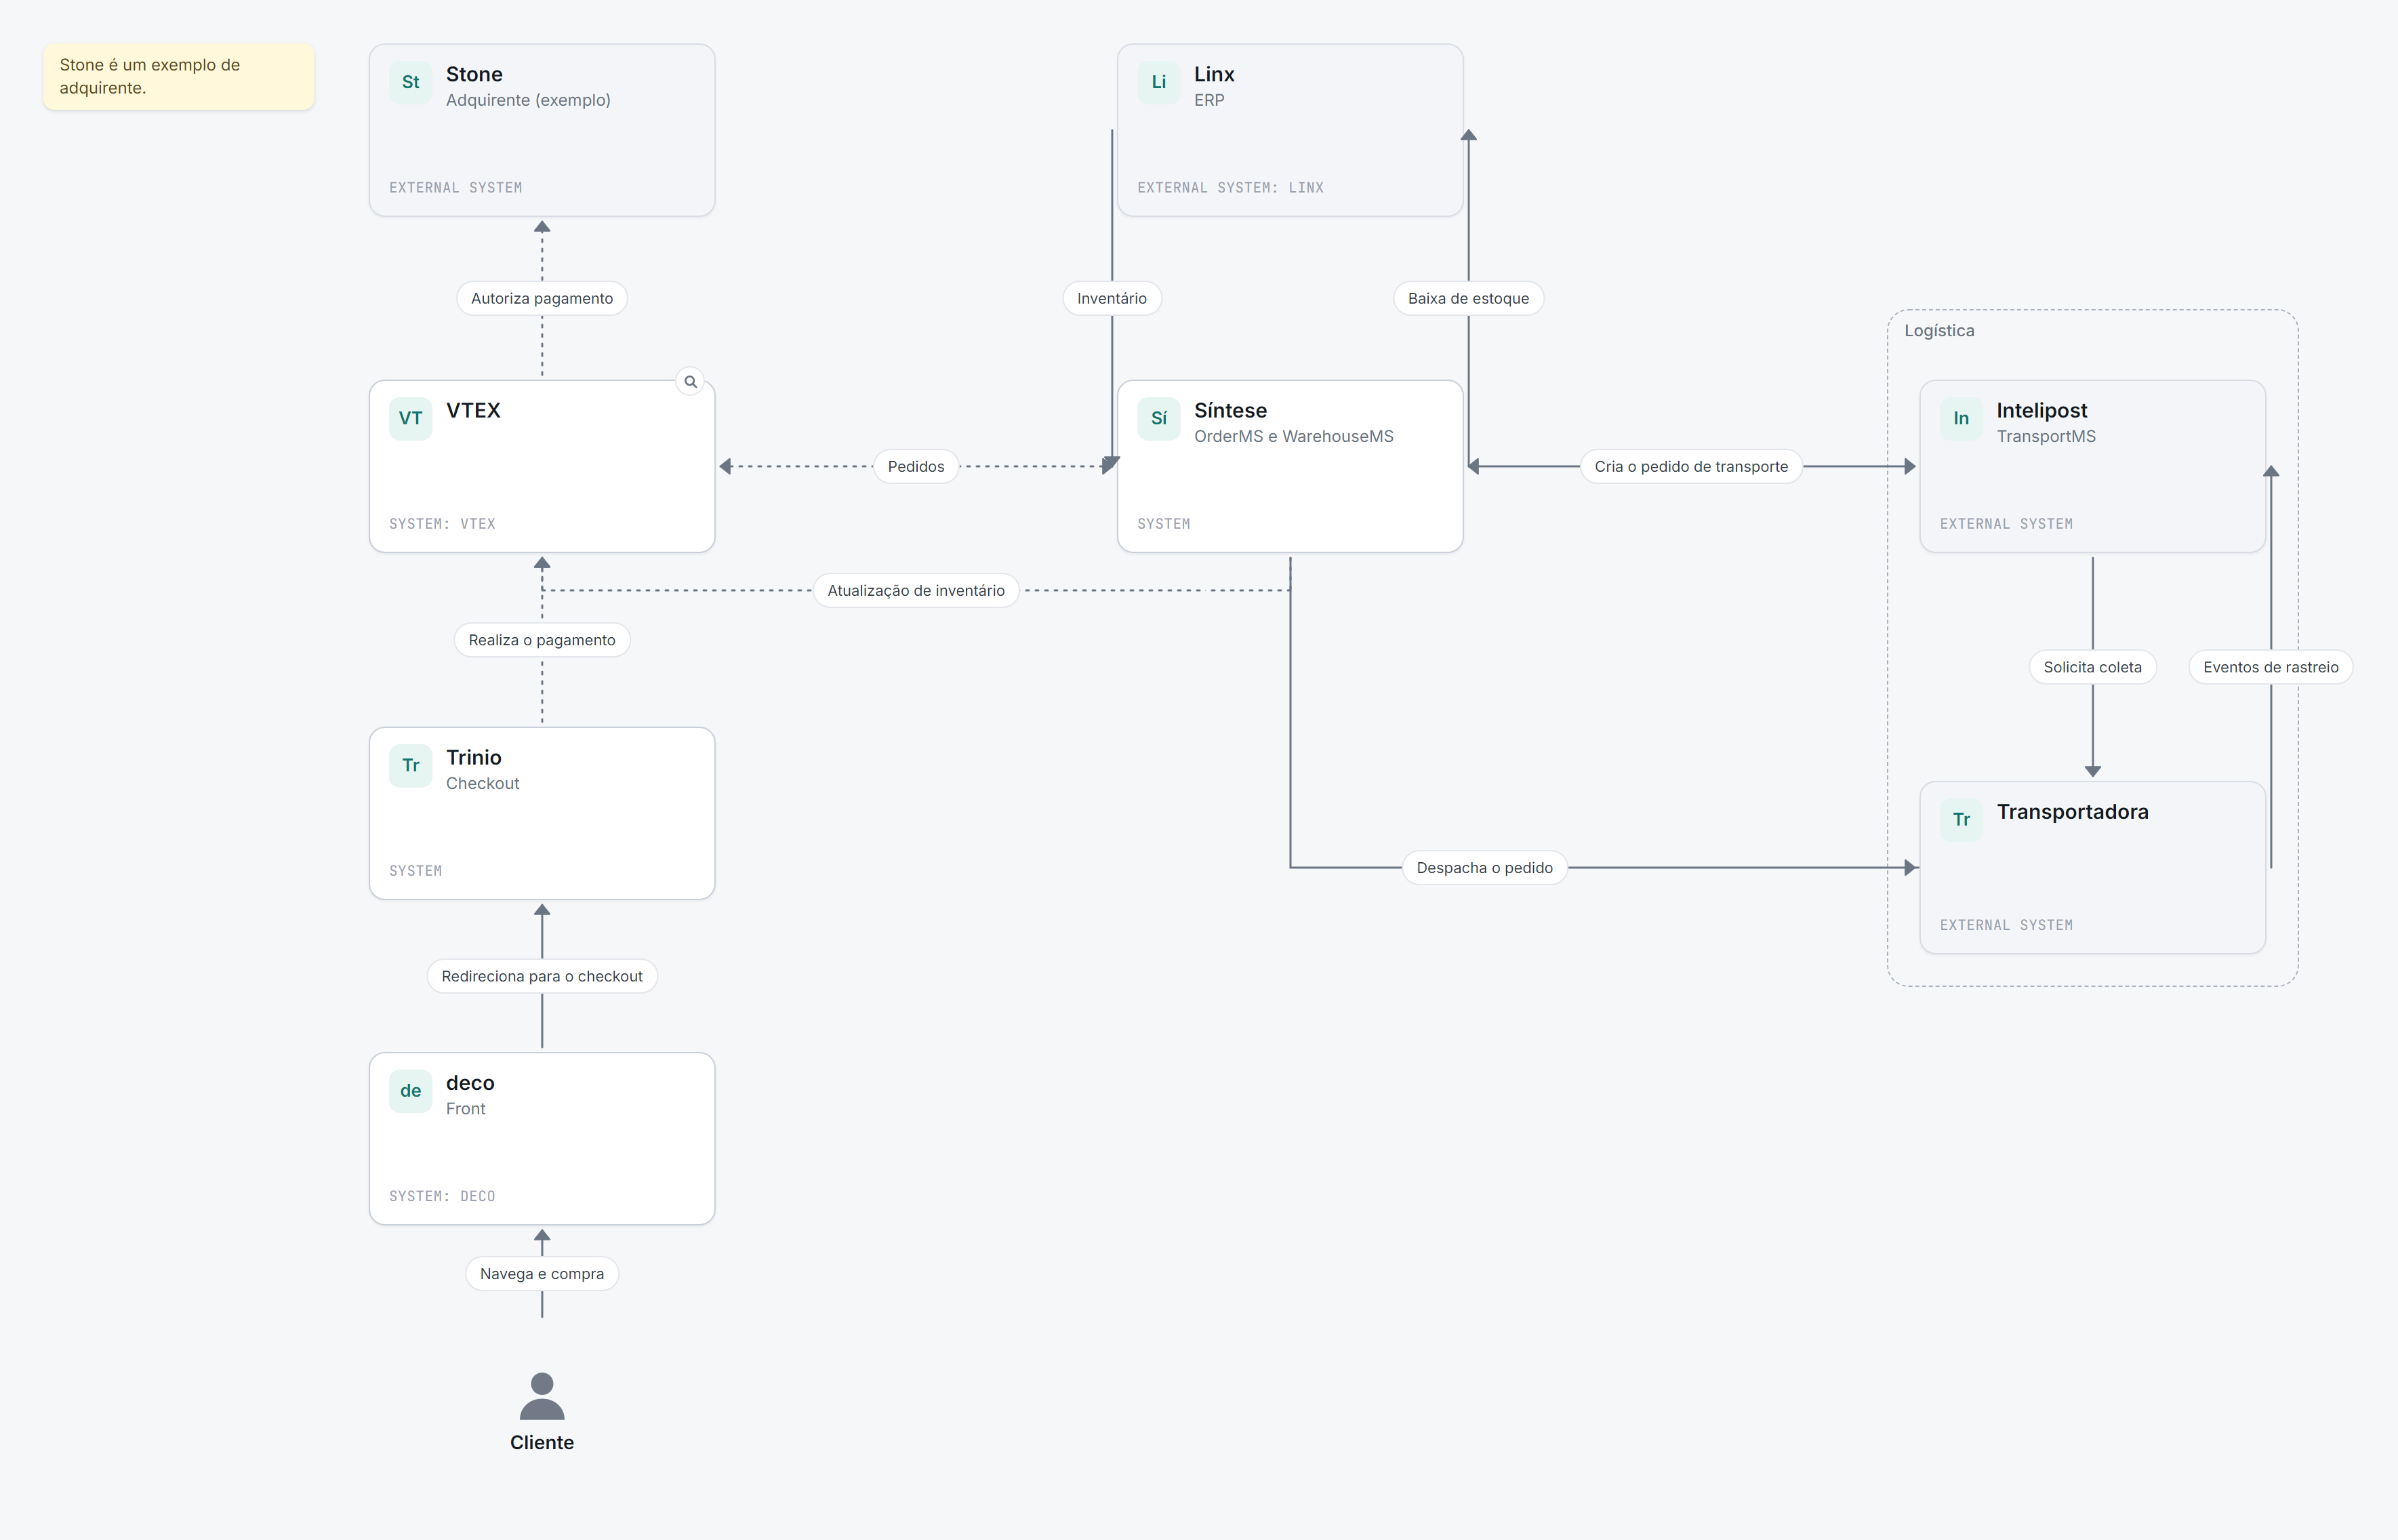 Stone é um exemplo de
adquirente.
St
Stone
Adquirente (exemplo)
EXTERNAL SYSTEM
Li
Linx
ERP
EXTERNAL SYSTEM: LINX
Autoriza pagamento
Inventário
Baixa de estoque
Logística
VT
VTEX
SYSTEM: VTEX
Pedidos
Sí
Síntese
OrderMS e WarehouseMS
SYSTEM
Cria o pedido de transporte
In
Intelipost
TransportMS
EXTERNAL SYSTEM
Atualização de inventário
Realiza o pagamento
Solicita coleta
Eventos de rastreio
Tr
Trinio
Checkout
SYSTEM
Tr
Transportadora
EXTERNAL SYSTEM
Despacha o pedido
Redireciona para o checkout
de
deco
Front
SYSTEM: DECO
Navega e compra
Cliente